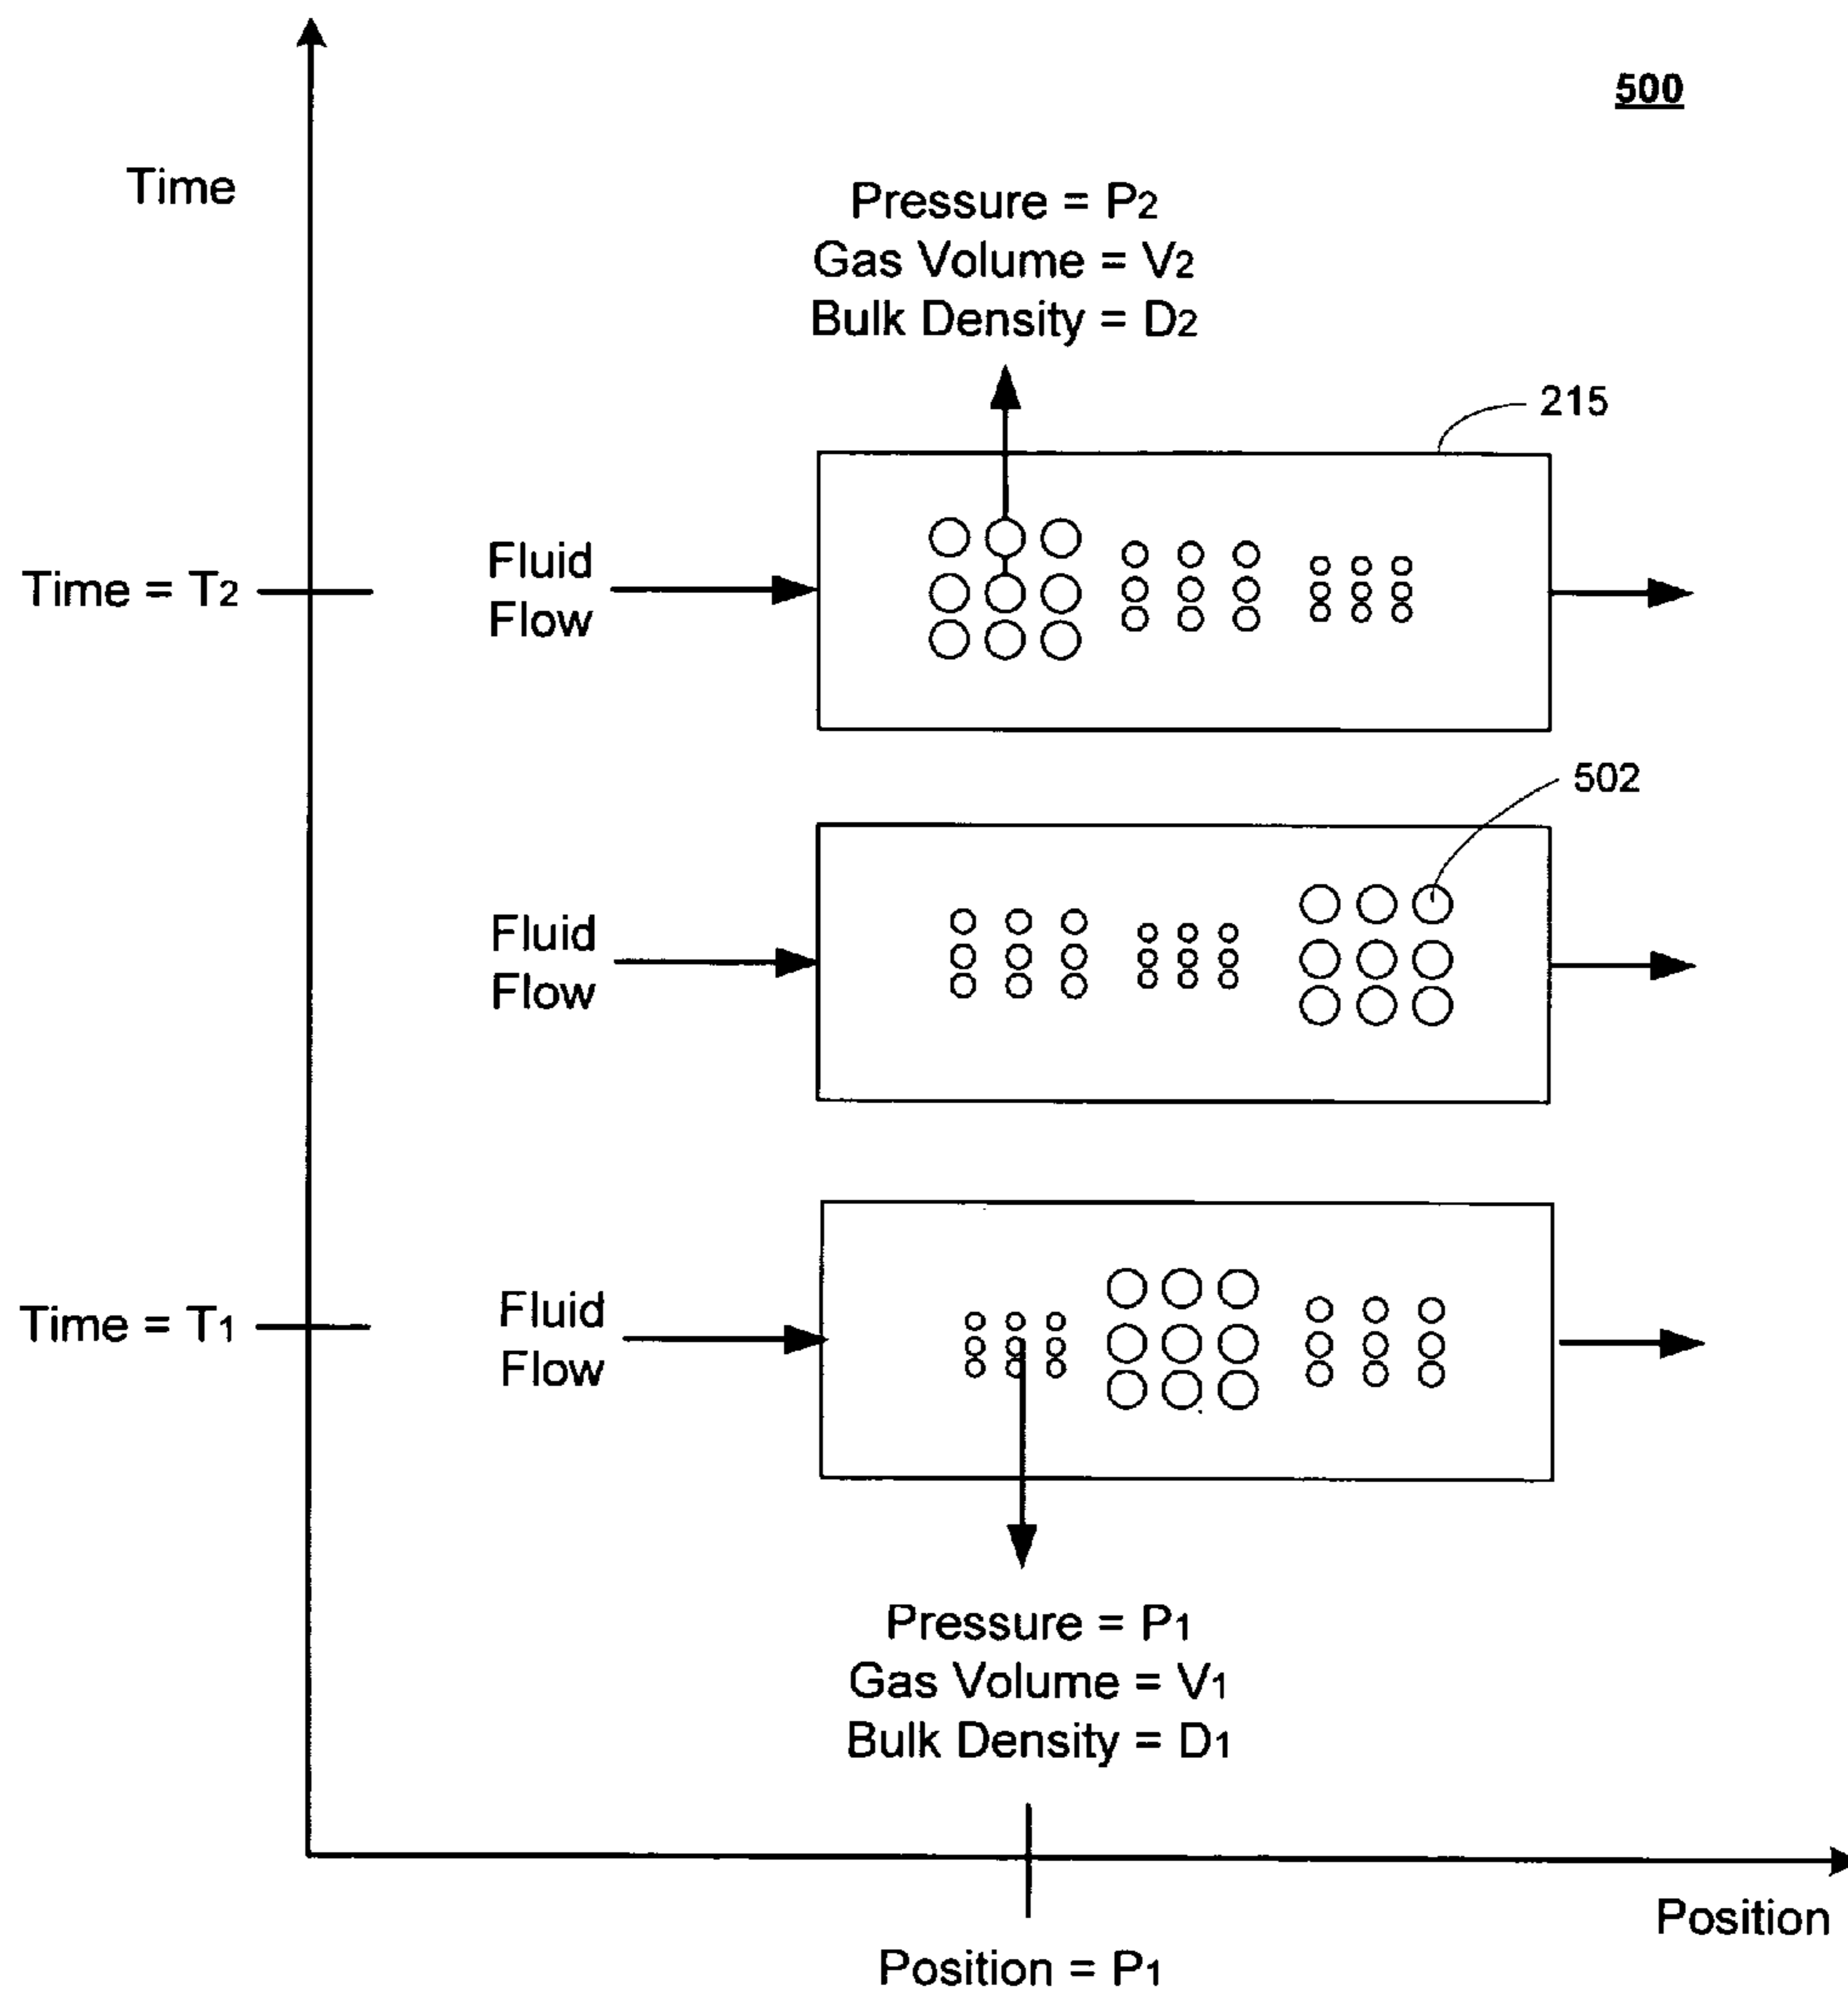 500
Time
Pressure = P2
Gas Volume = V2
Bulk Density = D2
215
Time = T2
Fluid
Flow
502
Fluid
Flow
Time = T1
Fluid
Flow
Pressure = P1
Gas Volume = V1
Bulk Density = D1
Position
Position = P1